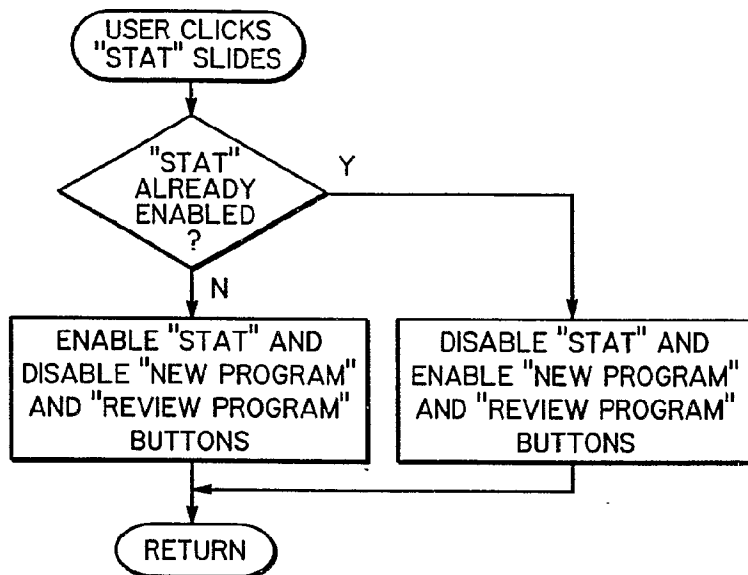 USER CLICKS
"STAT" SLIDES
"STAT"
ALREADY
ENABLED
?
Y
N
ENABLE "STAT" AND
DISABLE "NEW PROGRAM"
AND "REVIEW PROGRAM"
BUTTONS
DISABLE "STAT" AND
ENABLE "NEW PROGRAM"
AND "REVIEW PROGRAM"
BUTTONS
RETURN